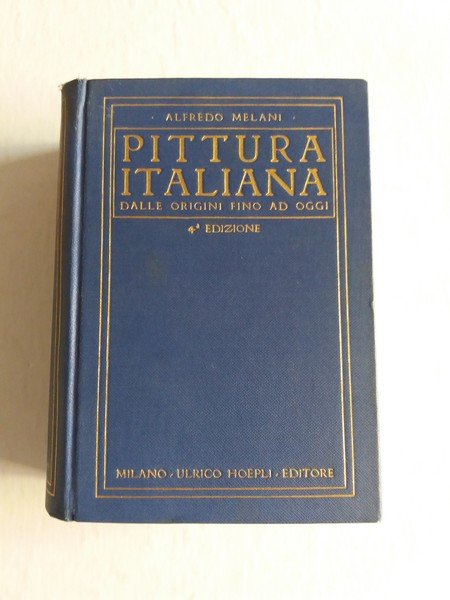 · ALFREDO MELANI ·
PITTURA
ITALIANA
DALLE ORIGINI FINO AD OGGI
4ª EDIZIONE
MILANO · ULRICO HOEPLI · EDITORE